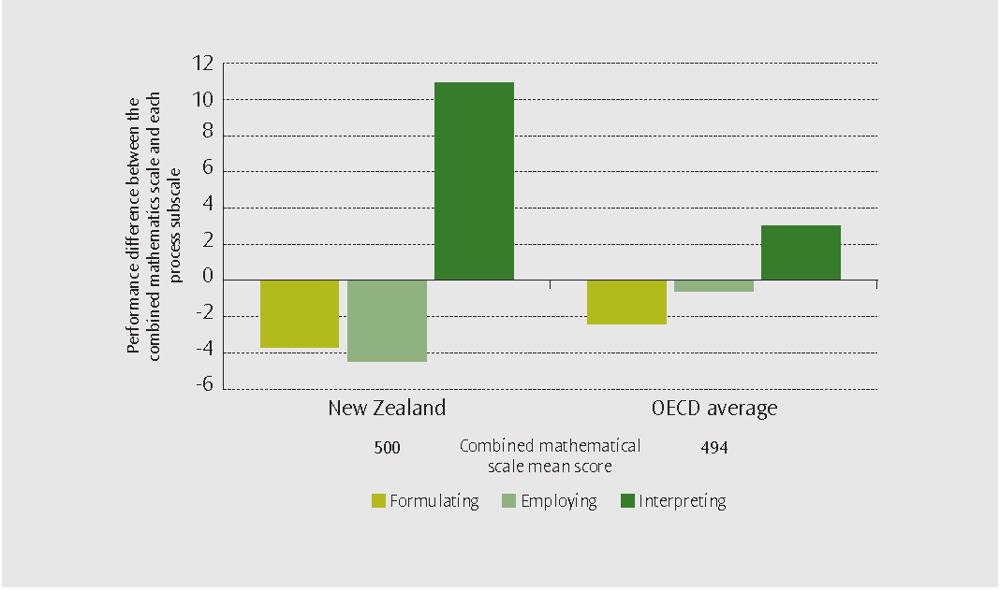 Performance difference between the
combined mathematics scale and each
process subscale
12
10
8
6
4
2
0
-2
-4
-6
New Zealand
OECD average
500
Combined mathematical
scale mean score
494
Formulating
Employing
Interpreting